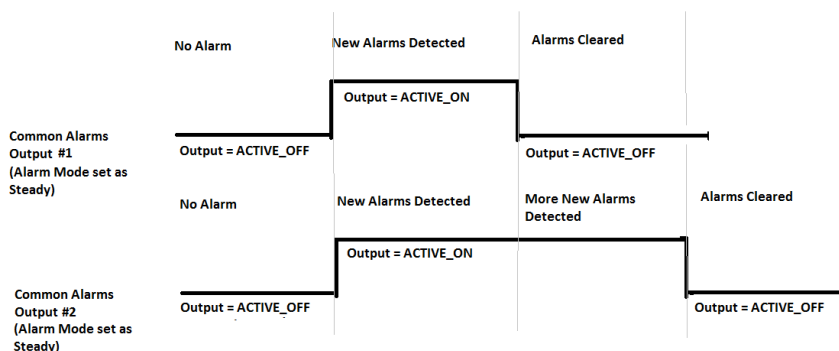 No Alarm
New Alarms Detected
Alarms Cleared
Output = ACTIVE_ON
Common Alarms
Output #1
(Alarm Mode set as
Steady)
Output = ACTIVE_OFF
Output = ACTIVE_OFF
No Alarm
New Alarms Detected
More New Alarms
Detected
Alarms Cleared
Output = ACTIVE_ON
Common Alarms
Output #2
(Alarm Mode set as
Steady)
Output = ACTIVE_OFF
Output = ACTIVE_OFF